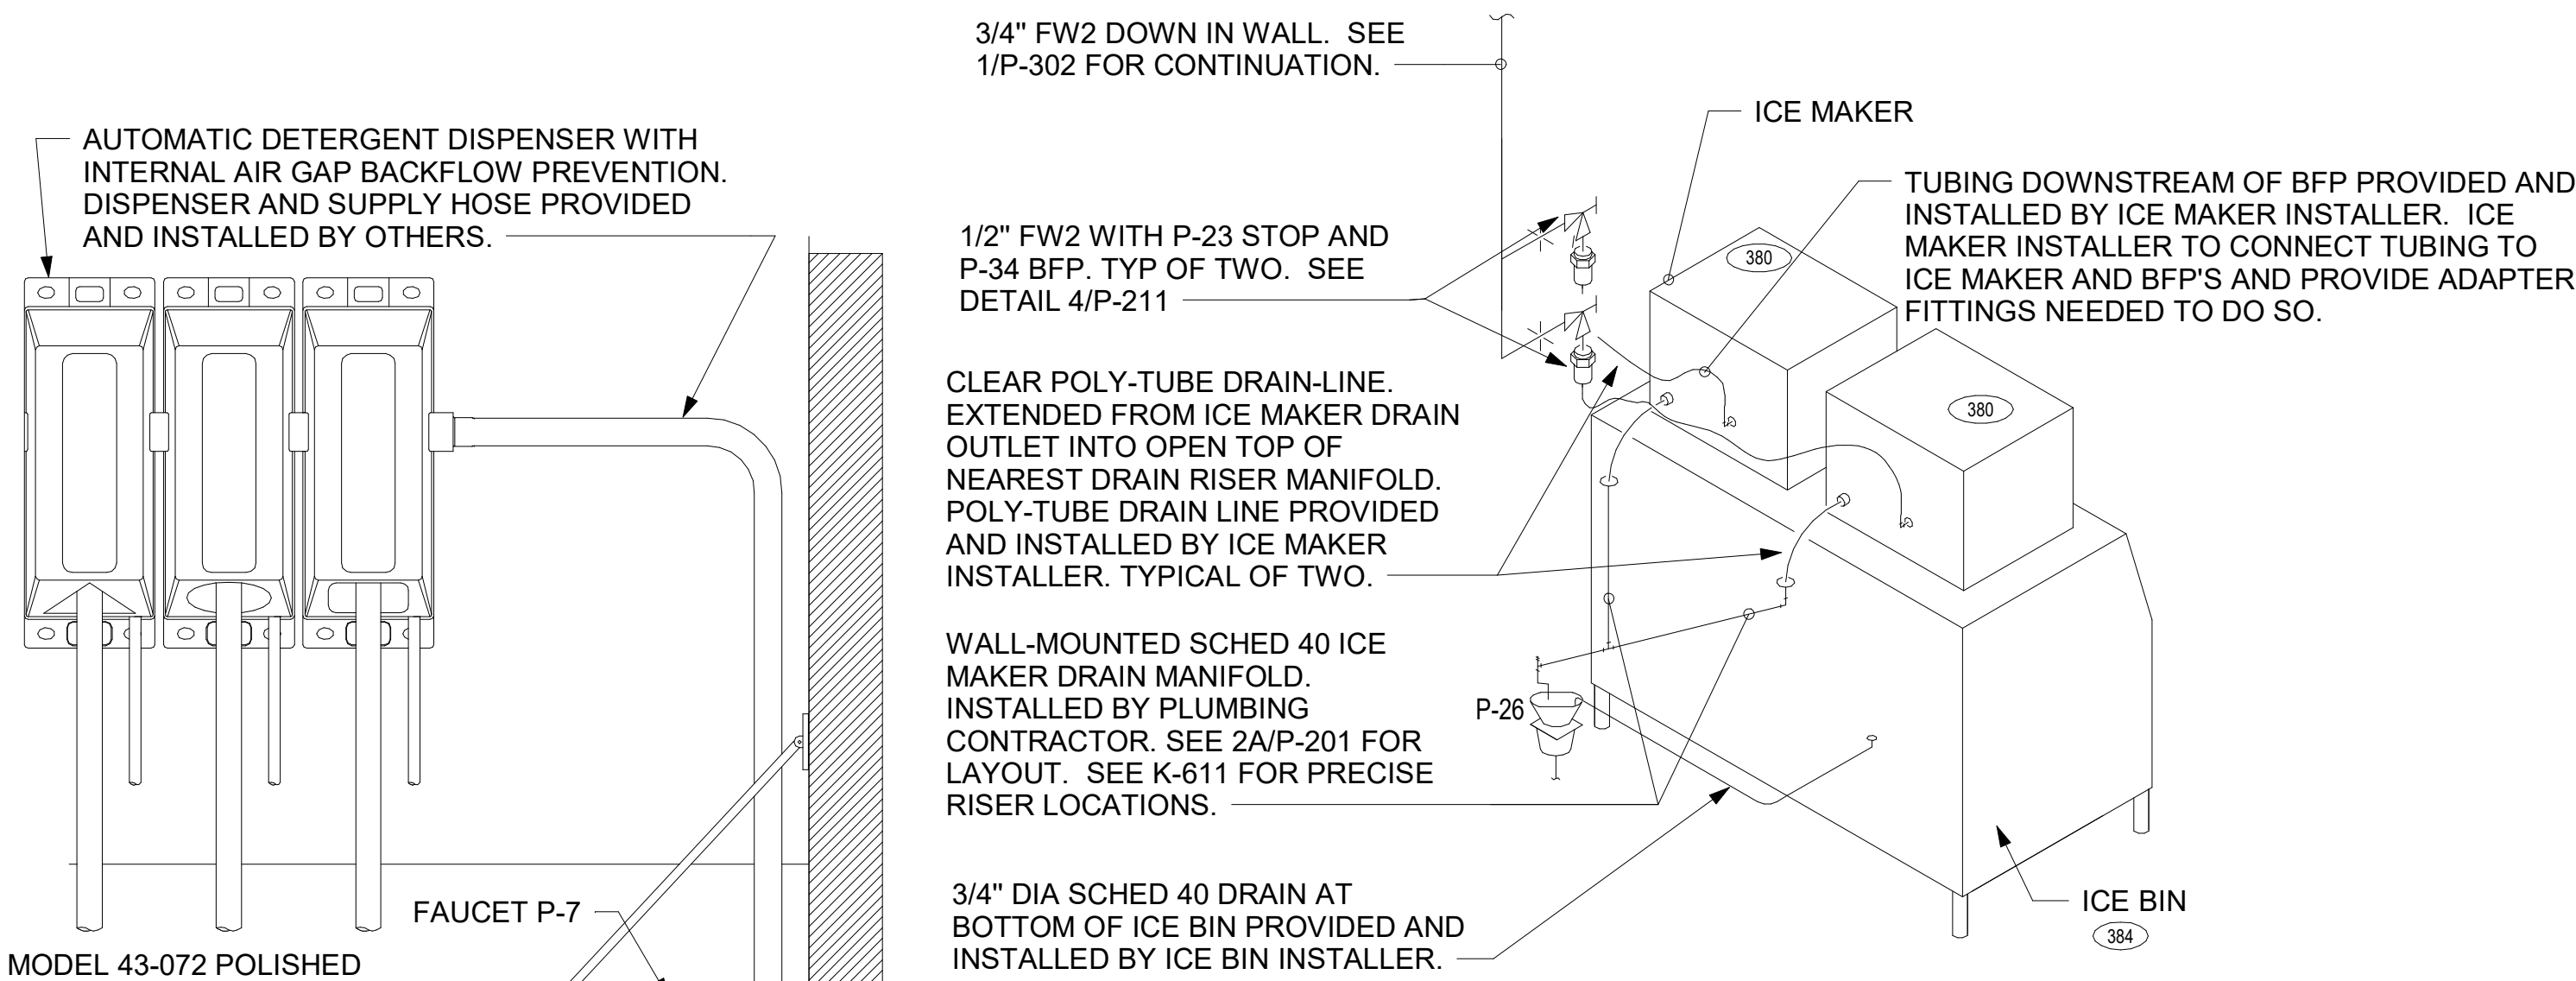 3/4" FW2 DOWN IN WALL.  SEE
1/P-302 FOR CONTINUATION.
ICE MAKER
AUTOMATIC DETERGENT DISPENSER WITH
INTERNAL AIR GAP BACKFLOW PREVENTION.
DISPENSER AND SUPPLY HOSE PROVIDED
AND INSTALLED BY OTHERS.
TUBING DOWNSTREAM OF BFP PROVIDED AND
INSTALLED BY ICE MAKER INSTALLER.  ICE
MAKER INSTALLER TO CONNECT TUBING TO
ICE MAKER AND BFP'S AND PROVIDE ADAPTER
FITTINGS NEEDED TO DO SO.
1/2" FW2 WITH P-23 STOP AND
P-34 BFP. TYP OF TWO.  SEE
DETAIL 4/P-211
380
380
CLEAR POLY-TUBE DRAIN-LINE.
EXTENDED FROM ICE MAKER DRAIN
OUTLET INTO OPEN TOP OF
NEAREST DRAIN RISER MANIFOLD.
POLY-TUBE DRAIN LINE PROVIDED
AND INSTALLED BY ICE MAKER
INSTALLER. TYPICAL OF TWO.
WALL-MOUNTED SCHED 40 ICE
MAKER DRAIN MANIFOLD.
INSTALLED BY PLUMBING
CONTRACTOR. SEE 2A/P-201 FOR
LAYOUT.  SEE K-611 FOR PRECISE
RISER LOCATIONS.
P-26
3/4" DIA SCHED 40 DRAIN AT
BOTTOM OF ICE BIN PROVIDED AND
INSTALLED BY ICE BIN INSTALLER.
ICE BIN
384
FAUCET P-7
MODEL 43-072 POLISHED